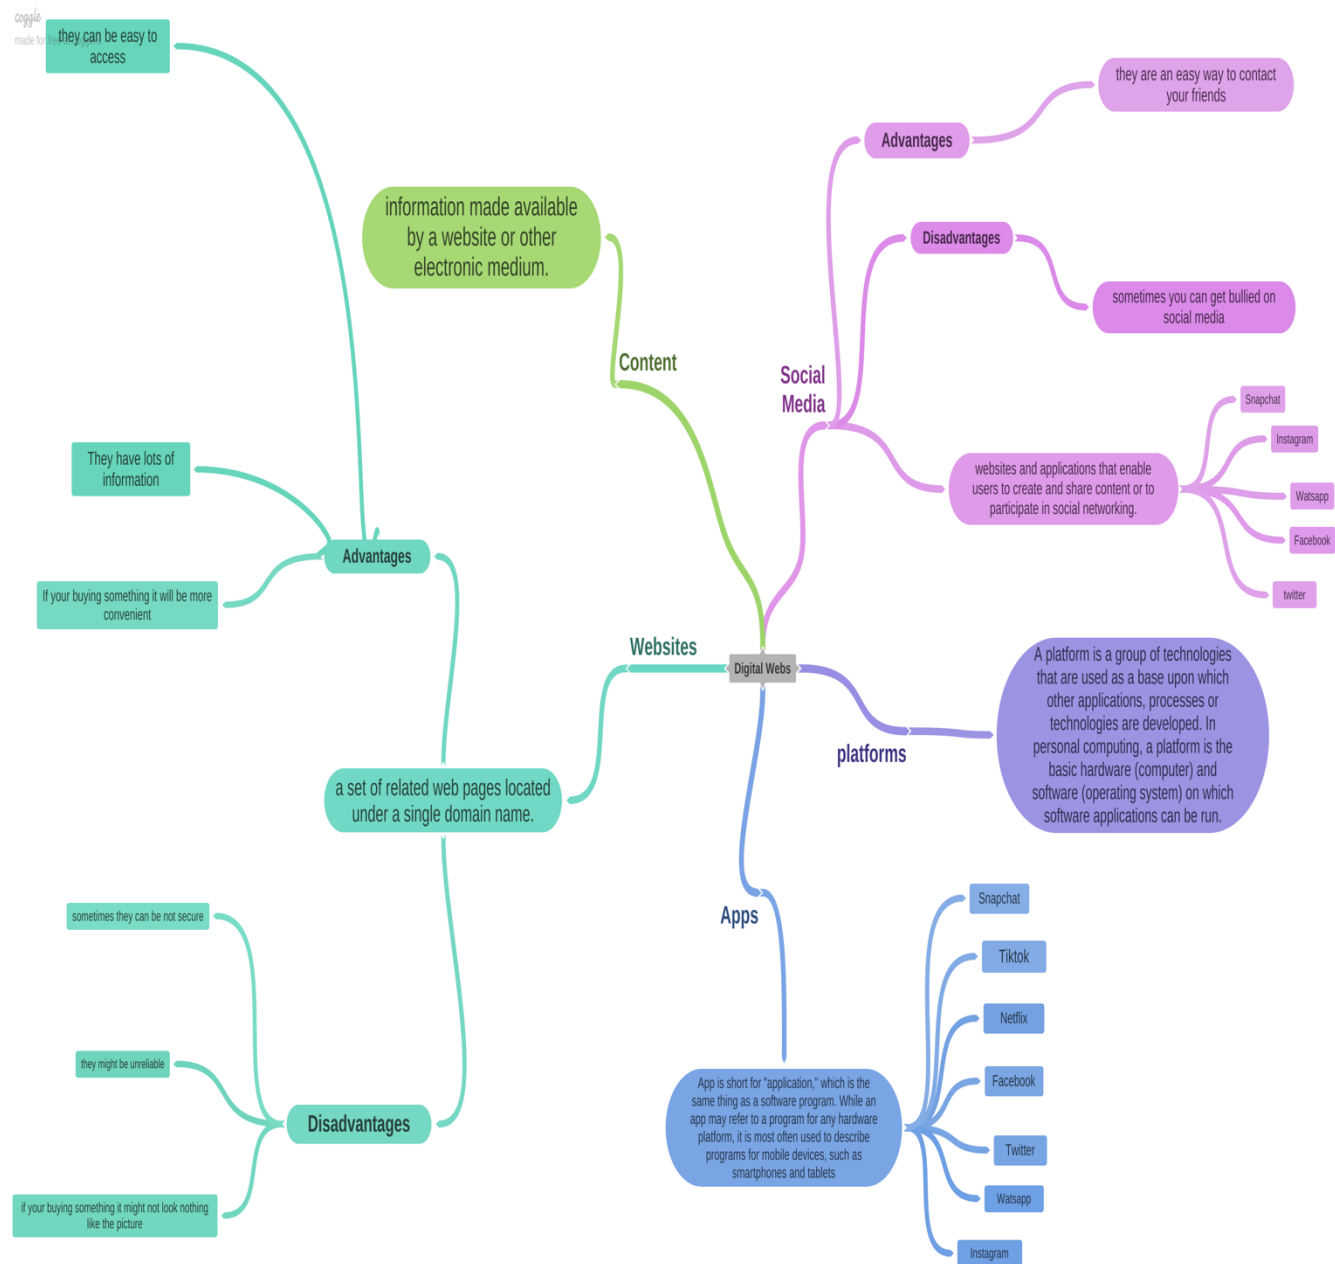 coggle
made for free at coggle.it
they can be easy to
access
They have lots of
information
If your buying something it will be more
convenient
Advantages
information made available
by a website or other
electronic medium.
Content
Websites
a set of related web pages located
under a single domain name.
sometimes they can be not secure
they might be unreliable
if your buying something it might not look nothing
like the picture
Disadvantages
Digital Webs
Social
Media
Advantages
they are an easy way to contact
your friends
Disadvantages
sometimes you can get bullied on
social media
websites and applications that enable
users to create and share content or to
participate in social networking.
Snapchat
Instagram
Watsapp
Facebook
twitter
platforms
A platform is a group of technologies
that are used as a base upon which
other applications, processes or
technologies are developed. In
personal computing, a platform is the
basic hardware (computer) and
software (operating system) on which
software applications can be run.
Apps
App is short for "application," which is the
same thing as a software program. While an
app may refer to a program for any hardware
platform, it is most often used to describe
programs for mobile devices, such as
smartphones and tablets
Snapchat
Tiktok
Netflix
Facebook
Twitter
Watsapp
Instagram